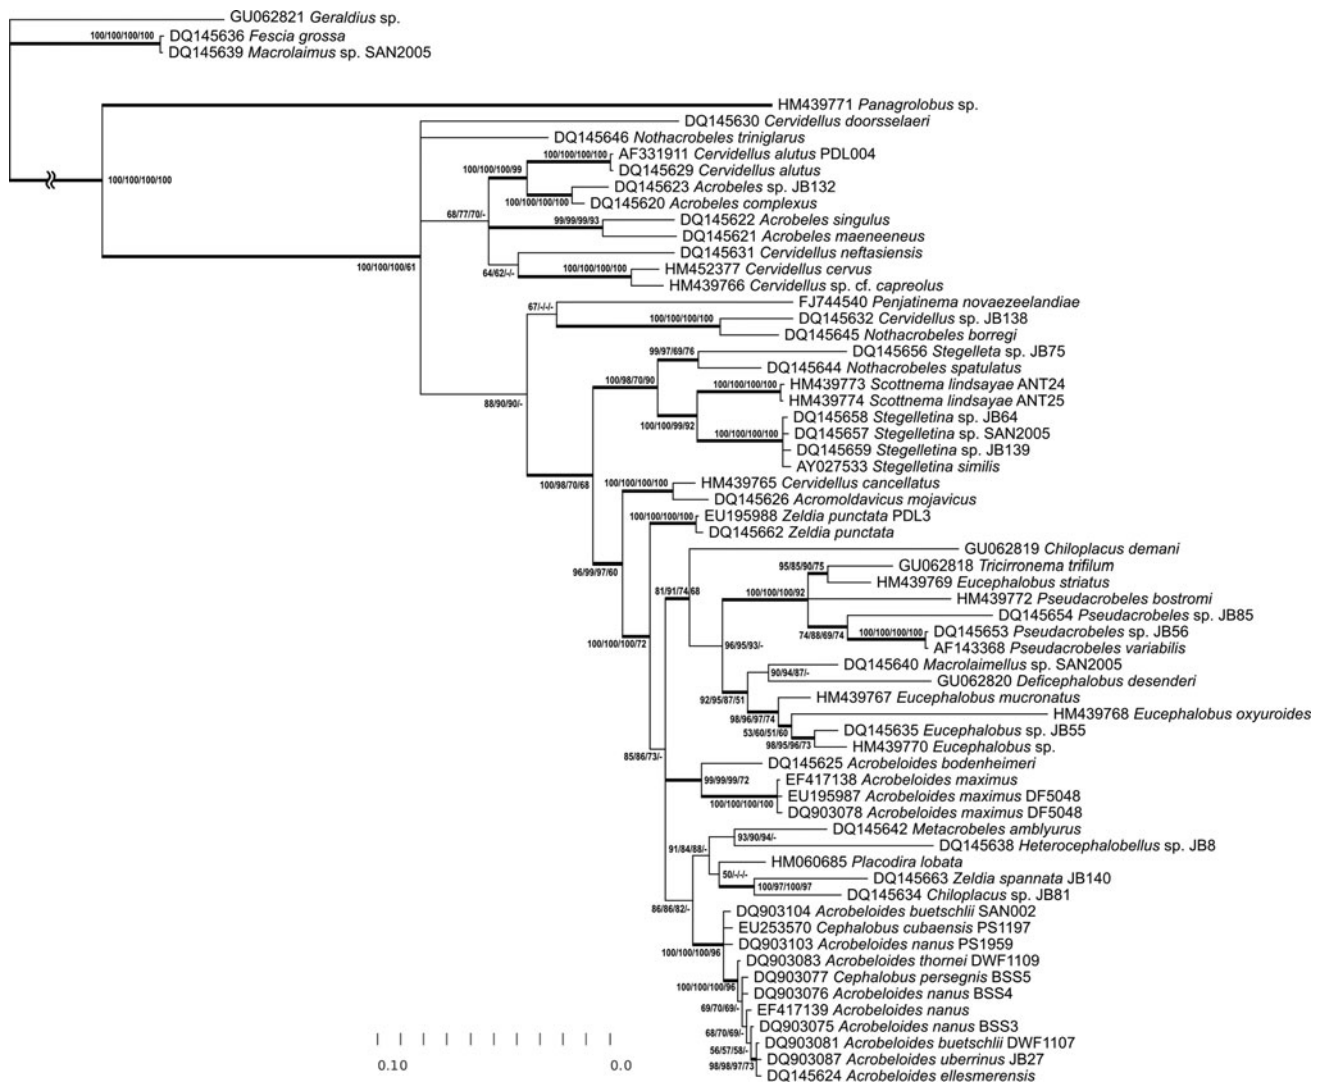 GU062821 Geraldius sp.
100/100/100/100
DQ145636 Fescia grossa
DQ145639 Macrolaimus sp. SAN2005
HM439771 Panagrolobus sp.
DQ145630 Cervidellus doorsselaeri
DQ145646 Nothacrobeles triniglarus
100/100/100/100
AF331911 Cervidellus alutus PDL004
100/100/100/99
DQ145629 Cervidellus alutus
100/100/100/100
DQ145623 Acrobeles sp. JB132
100/100/100/100
DQ145620 Acrobeles complexus
68/77/70/-
99/99/99/93
DQ145622 Acrobeles singulus
DQ145621 Acrobeles maeneeneus
DQ145631 Cervidellus neftasiensis
100/100/100/61
64/62/-/-
100/100/100/100
HM452377 Cervidellus cervus
HM439766 Cervidellus sp. cf. capreolus
67/-/-/-
FJ744540 Penjatinema novaezeelandiae
100/100/100/100
DQ145632 Cervidellus sp. JB138
DQ145645 Nothacrobeles borregi
99/97/69/76
DQ145656 Stegelleta sp. JB75
DQ145644 Nothacrobeles spatulatus
100/98/70/90
100/100/100/100
HM439773 Scottnema lindsayae ANT24
88/90/90/-
HM439774 Scottnema lindsayae ANT25
DQ145658 Stegelletina sp. JB64
100/100/99/92
100/100/100/100
DQ145657 Stegelletina sp. SAN2005
DQ145659 Stegelletina sp. JB139
AY027533 Stegelletina similis
100/98/70/68
100/100/100/100
HM439765 Cervidellus cancellatus
DQ145626 Acromoldavicus mojavicus
100/100/100/100
EU195988 Zeldia punctata PDL3
DQ145662 Zeldia punctata
GU062819 Chiloplacus demani
96/99/97/60
95/85/90/75
GU062818 Tricirronema trifilum
HM439769 Eucephalobus striatus
81/91/74/68
100/100/100/92
HM439772 Pseudacrobeles bostromi
DQ145654 Pseudacrobeles sp. JB85
100/100/100/72
74/88/69/74
100/100/100/100
DQ145653 Pseudacrobeles sp. JB56
96/95/93/-
AF143368 Pseudacrobeles variabilis
90/94/87/-
DQ145640 Macrolaimellus sp. SAN2005
GU062820 Deficephalobus desenderi
92/95/87/51
HM439767 Eucephalobus mucronatus
98/96/97/74
HM439768 Eucephalobus oxyuroides
53/60/51/60
DQ145635 Eucephalobus sp. JB55
98/95/96/73
HM439770 Eucephalobus sp.
85/86/73/-
DQ145625 Acrobeloides bodenheimeri
99/99/99/72
EF417138 Acrobeloides maximus
100/100/100/100
EU195987 Acrobeloides maximus DF5048
DQ903078 Acrobeloides maximus DF5048
93/90/94/-
DQ145642 Metacrobeles amblyurus
91/84/88/-
DQ145638 Heterocephalobellus sp. JB8
HM060685 Placodira lobata
50/-/-/-
100/97/100/97
DQ145663 Zeldia spannata JB140
DQ145634 Chiloplacus sp. JB81
86/86/82/-
DQ903104 Acrobeloides buetschlii SAN002
EU253570 Cephalobus cubaensis PS1197
100/100/100/96
DQ903103 Acrobeloides nanus PS1959
DQ903083 Acrobeloides thornei DWF1109
100/100/100/96
DQ903077 Cephalobus persegnis BSS5
DQ903076 Acrobeloides nanus BSS4
69/70/69/-
EF417139 Acrobeloides nanus
68/70/69/-
DQ903075 Acrobeloides nanus BSS3
56/57/58/-
DQ903081 Acrobeloides buetschlii DWF1107
98/98/97/73
DQ903087 Acrobeloides uberrinus JB27
DQ145624 Acrobeloides ellesmerensis
0.10
0.0